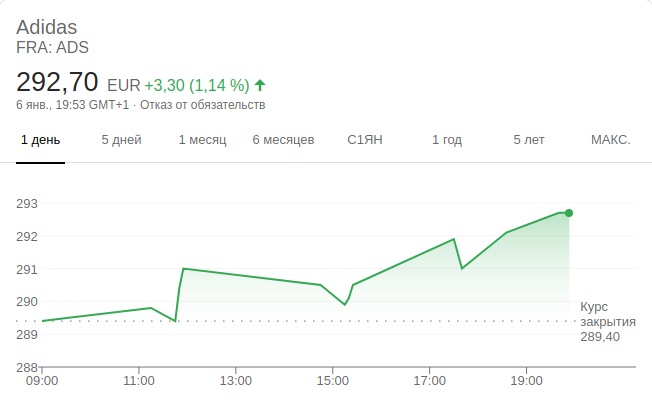 Adidas
FRA: ADS
292,70 EUR +3,30 (1,14 %)
6 янв., 19:53 GMT+1 · Отказ от обязательств
1 день 5 дней 1 месяц 6 месяцев С1ЯН 1 год 5 лет МАКС.
293
292
291
290
289
288
Курс
закрытия
289,40
09:00 11:00 13:00 15:00 17:00 19:00